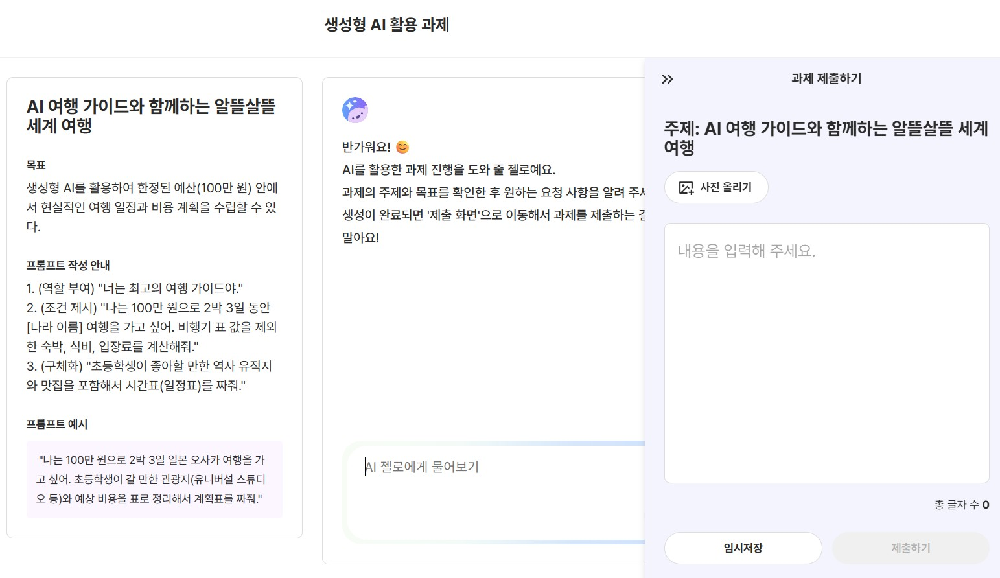 생성형 AI 활용 과제
AI 여행 가이드와 함께하는 알뜰살뜰
세계 여행
목표
생성형 AI를 활용하여 한정된 예산(100만 원) 안에
서 현실적인 여행 일정과 비용 계획을 수립할 수 있
다.
프롬프트 작성 안내
1. (역할 부여) "너는 최고의 여행 가이드야."
2. (조건 제시) "나는 100만 원으로 2박 3일 동안
[나라 이름] 여행을 가고 싶어. 비행기 표 값을 제외
한 숙박, 식비, 입장료를 계산해줘."
3. (구체화) "초등학생이 좋아할 만한 역사 유적지
와 맛집을 포함해서 시간표(일정표)를 짜줘."
프롬프트 예시
"나는 100만 원으로 2박 3일 일본 오사카 여행을 가
고 싶어. 초등학생이 갈 만한 관광지(유니버설 스튜디
오 등)와 예상 비용을 표로 정리해서 계획표를 짜줘."
반가워요! 😊
AI를 활용한 과제 진행을 도와 줄 젤로예요.
과제의 주제와 목표를 확인한 후 원하는 요청 사항을 알려 주
생성이 완료되면 '제출 화면'으로 이동해서 과제를 제출하는
말아요!
AI 젤로에게 물어보기
과제 제출하기
주제: AI 여행 가이드와 함께하는 알뜰살뜰 세계
여행
사진 올리기
내용을 입력해 주세요.
총 글자 수 0
임시저장
제출하기